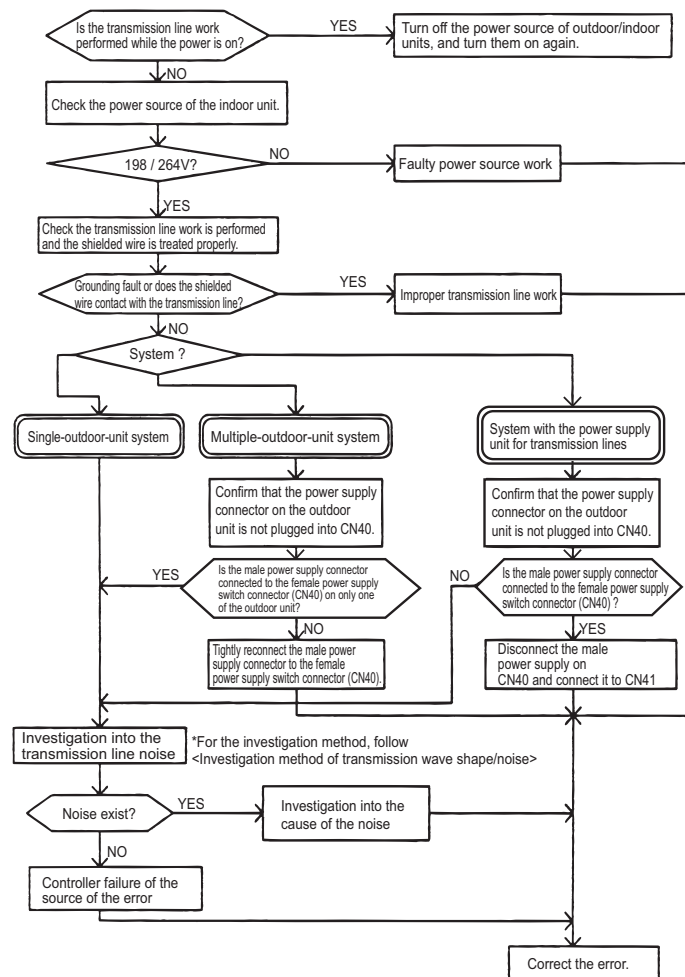 Is the transmission line work
performed while the power is on?
YES
Turn off the power source of outdoor/indoor
units, and turn them on again.
NO
Check the power source of the indoor unit.
198 / 264V?
NO
Faulty power source work
YES
Check the transmission line work is performed
and the shielded wire is treated properly.
Grounding fault or does the shielded
wire contact with the transmission line?
YES
Improper transmission line work
NO
System ?
Single-outdoor-unit system
Multiple-outdoor-unit system
System with the power supply
unit for transmission lines
Confirm that the power supply
connector on the outdoor
unit is not plugged into CN40.
Confirm that the power supply
connector on the outdoor
unit is not plugged into CN40.
YES
Is the male power supply connector
connected to the female power supply
switch connector (CN40) on only one
of the outdoor unit?
NO
Is the male power supply connector
connected to the female power supply
switch connector (CN40) ?
NO
YES
Tightly reconnect the male power
supply connector to the female
power supply switch connector (CN40).
Disconnect the male
power supply on
CN40 and connect it to CN41
Investigation into the
transmission line noise
*For the investigation method, follow
<Investigation method of transmission wave shape/noise>
Noise exist?
YES
Investigation into the
cause of the noise
NO
Controller failure of the
source of the error
Correct the error.